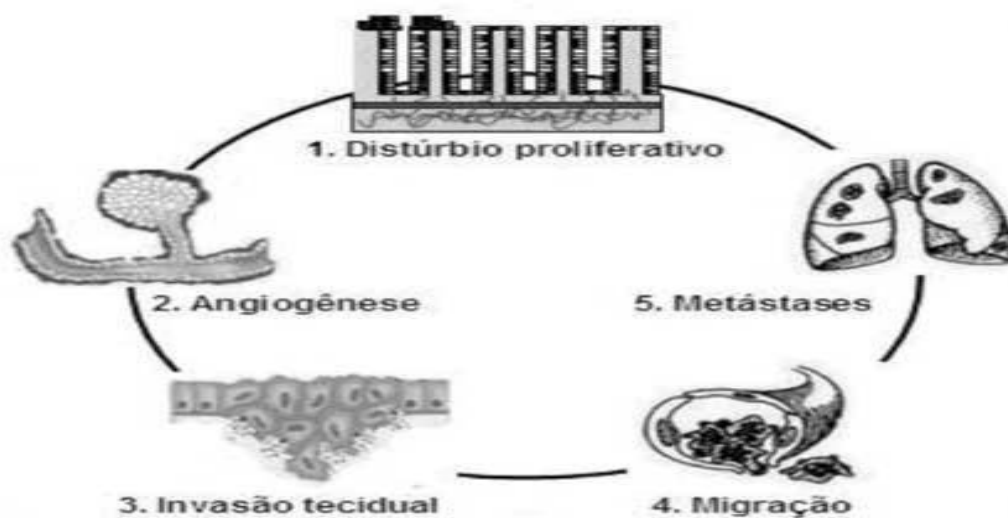 1. Distúrbio proliferativo
2. Angiogênese
5. Metástases
3. Invasão tecidual
4. Migração